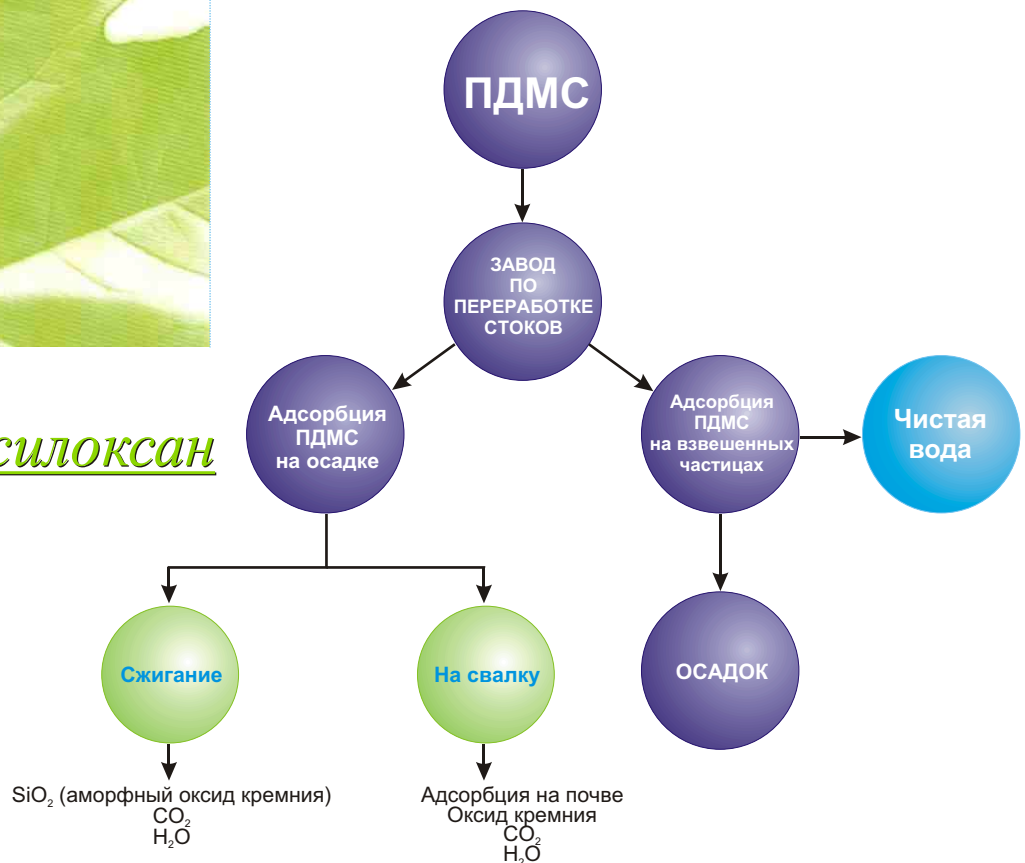 ПДМС
ЗАВОД
ПО
ПЕРЕРАБОТКЕ
СТОКОВ
Адсорбция
ПДМС
на осадке
Адсорбция
ПДМС
на взвешенных
частицах
Чистая
вода
силоксан
Сжигание
На свалку
ОСАДОК
SiO₂ (аморфный оксид кремния)
CO₂
H₂O
Адсорбция на почве
Оксид кремния
CO₂
H₂O